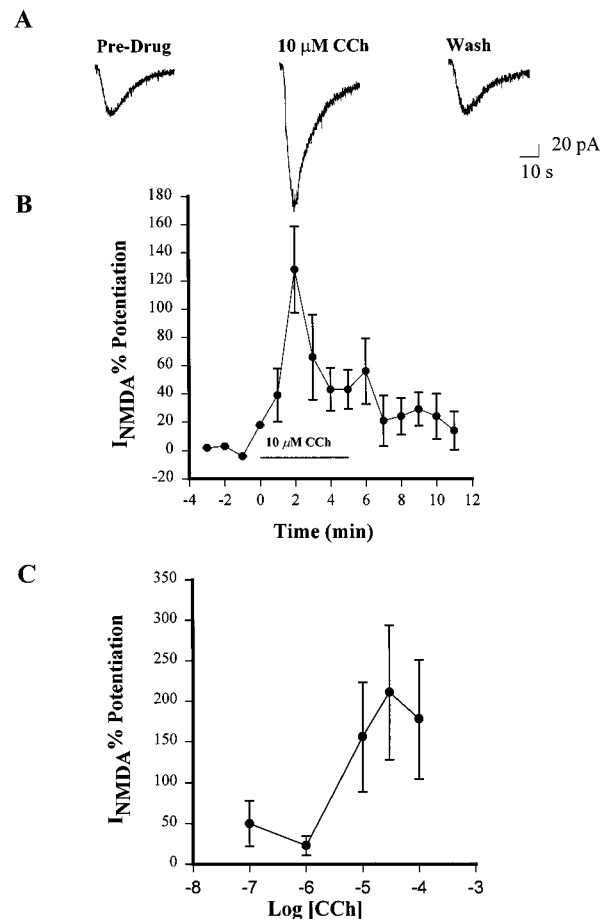 A
Pre-Drug
10 µM CCh
Wash
20 pA
10 s
B
I_NMDA % Potentiation
180
160
140
120
100
80
60
40
20
0
-20
10 µM CCh
-4 -2 0 2 4 6 8 10 12
Time (min)
C
I_NMDA % Potentiation
350
300
250
200
150
100
50
0
-8 -7 -6 -5 -4 -3
Log [CCh]